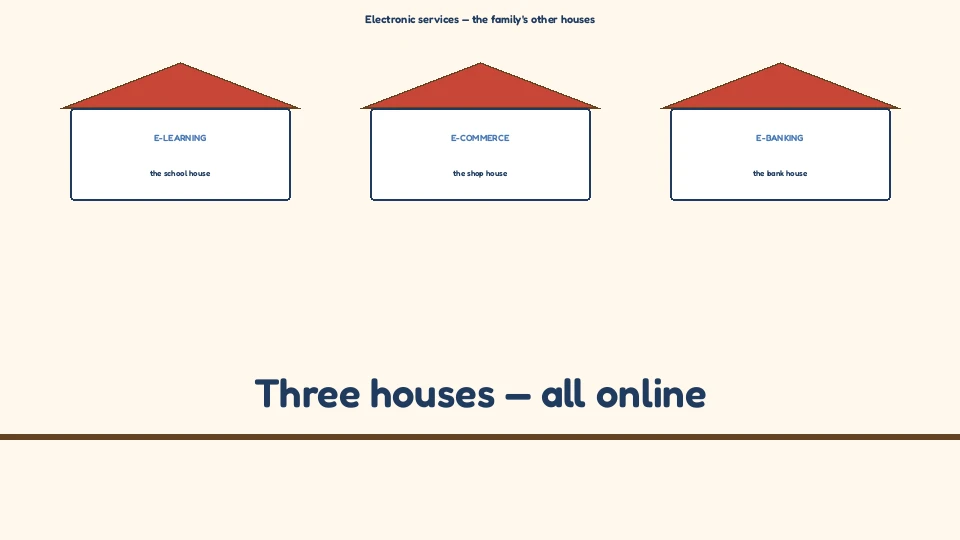 Electronic services — the family's other houses
E-LEARNING
the school house
E-COMMERCE
the shop house
E-BANKING
the bank house
Three houses — all online